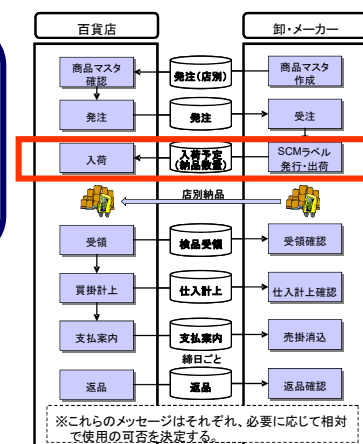 百貨店
卸・メーカー
商品マスタ
確認
発注(店別)
商品マスタ
作成
発注
発注
受注
入荷
入荷予定
(納品数量)
SCMラベル
発行・出荷
店別納品
受領
検品受領
受領確認
買掛計上
仕入計上
仕入計上確認
支払案内
支払案内
売掛消込
締日ごと
返品
返品
返品確認
※これらのメッセージはそれぞれ、必要に応じて相対
で使用の可否を決定する。